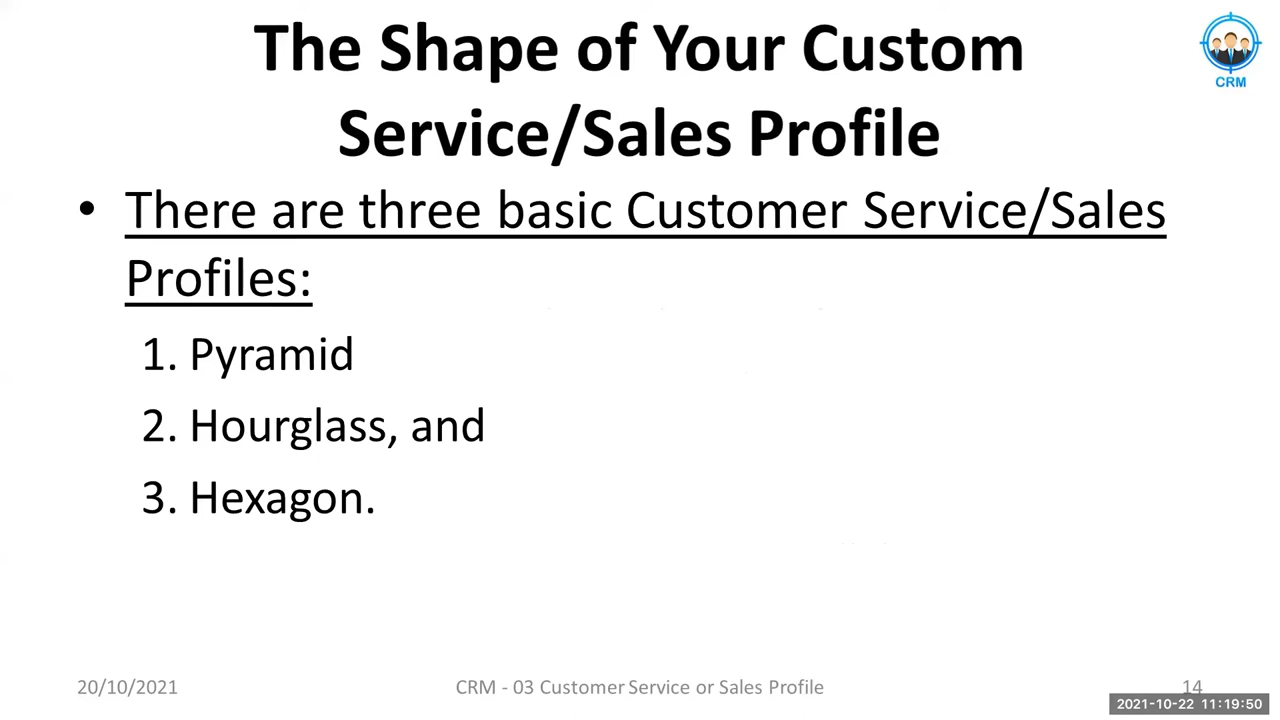 The Shape of Your Custom
Service/Sales Profile
CRM
• There are three basic Customer Service/Sales
Profiles:
1. Pyramid
2. Hourglass, and
3. Hexagon.
20/10/2021
CRM - 03 Customer Service or Sales Profile
14
2021-10-22 11:19:50